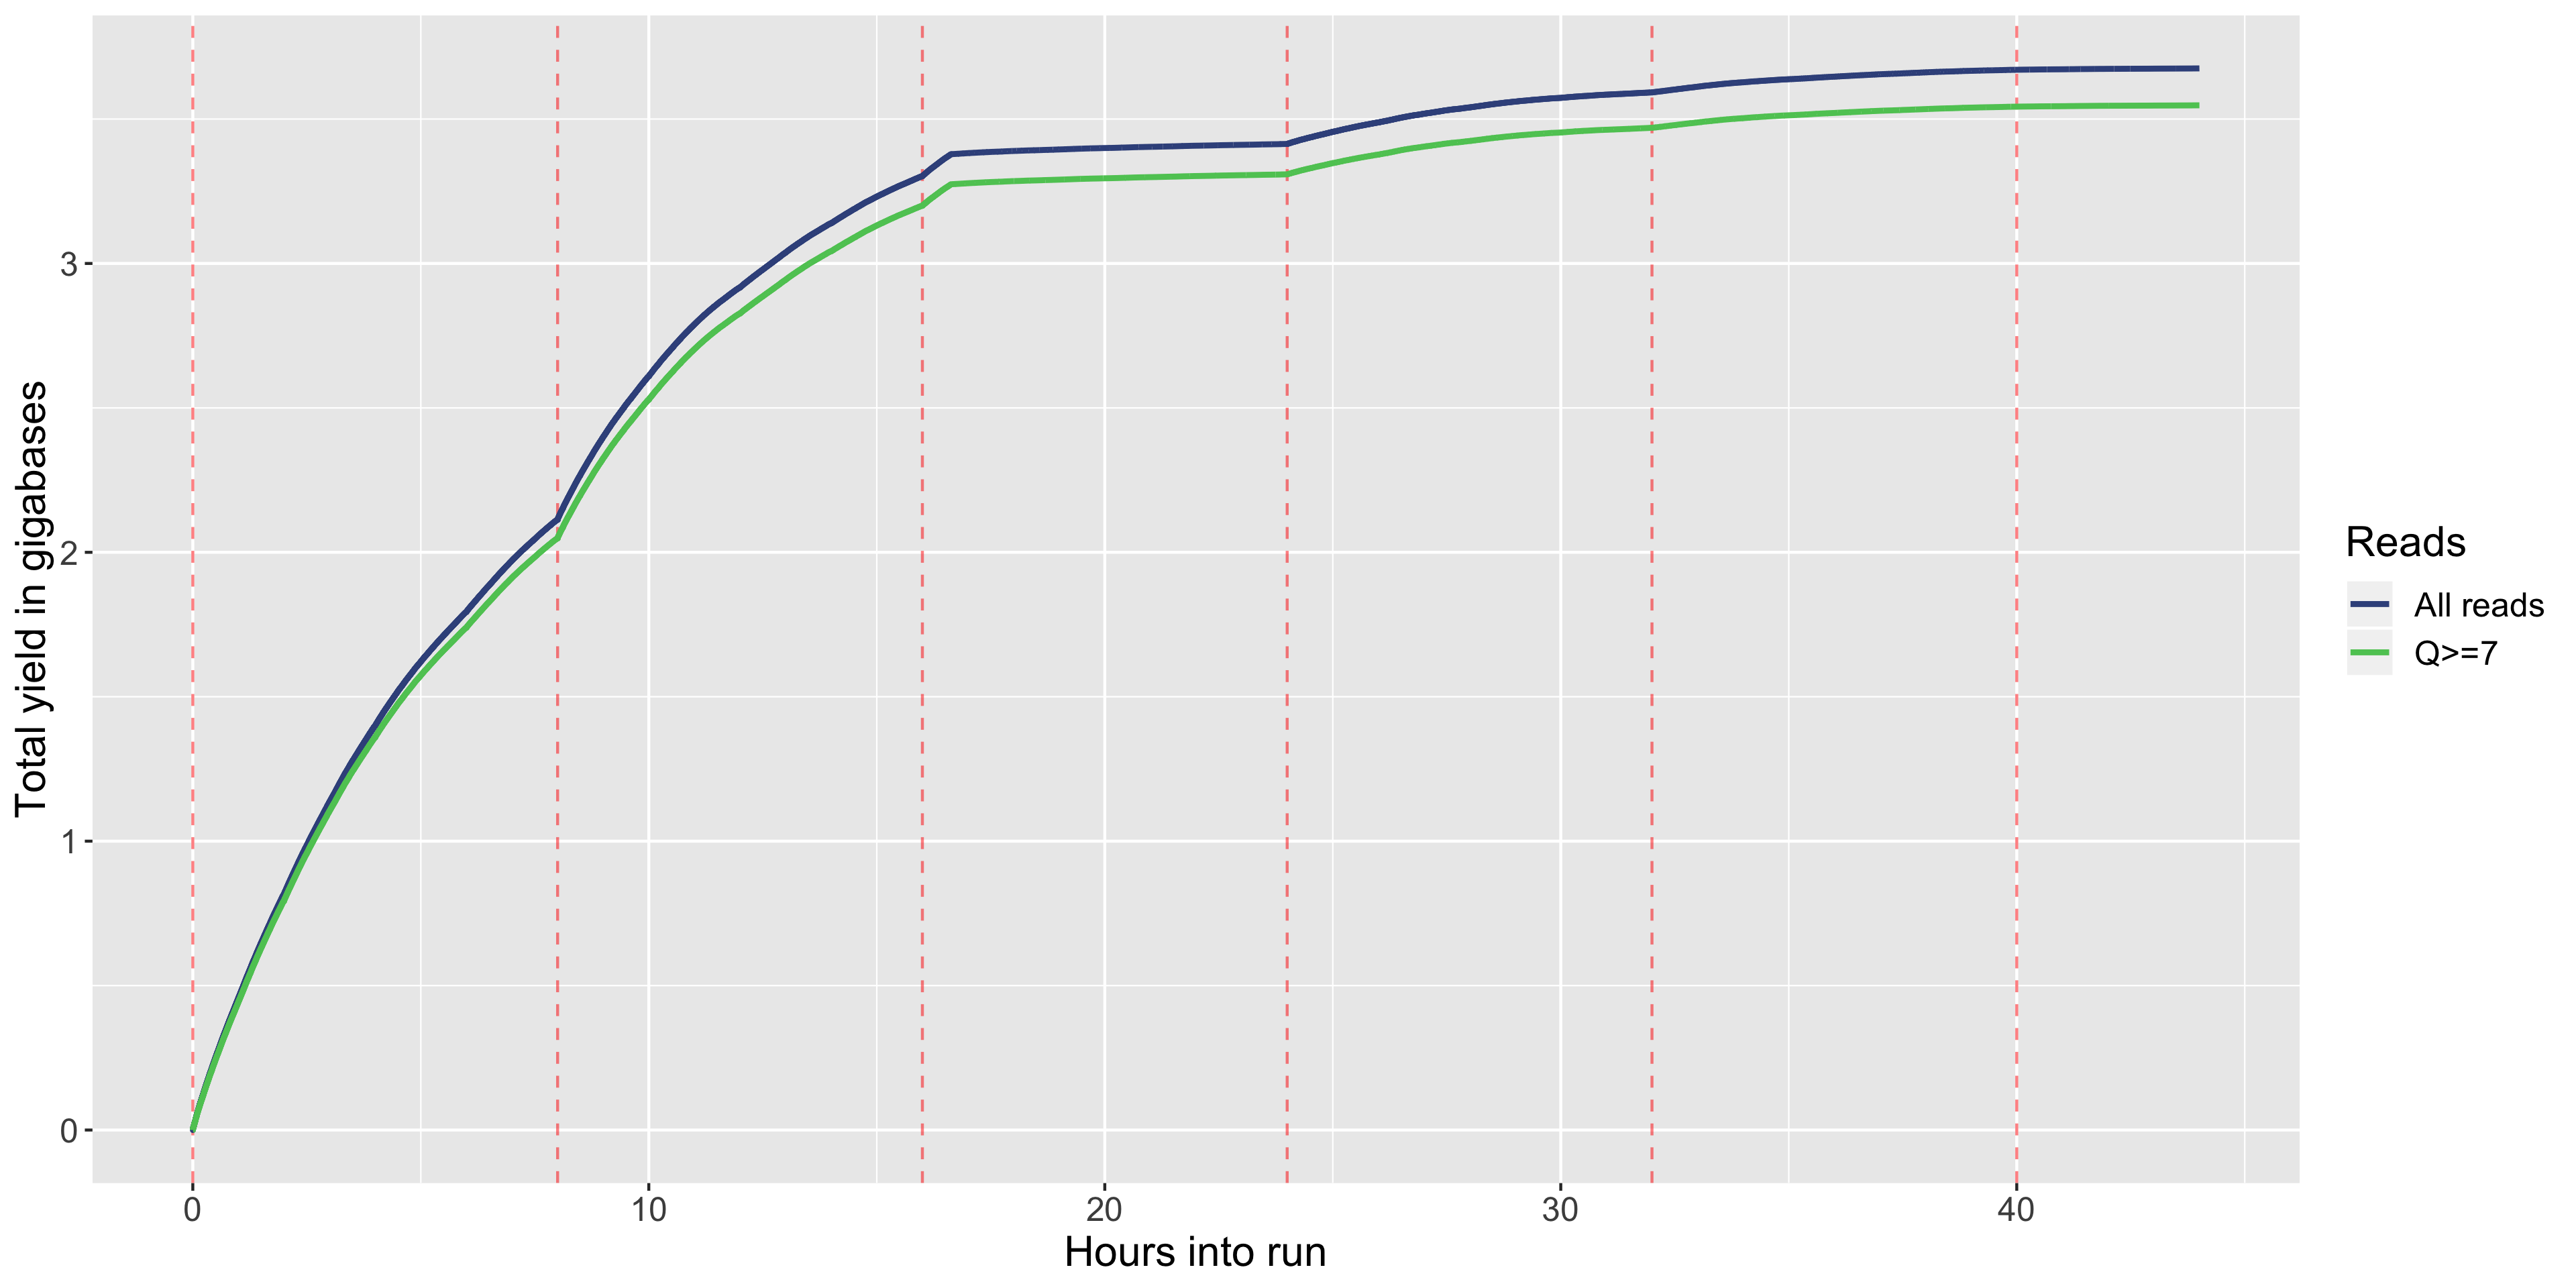 Total yield in gigabases
3
2
1
0
0 10 20 30 40
Hours into run
Reads
All reads
Q>=7